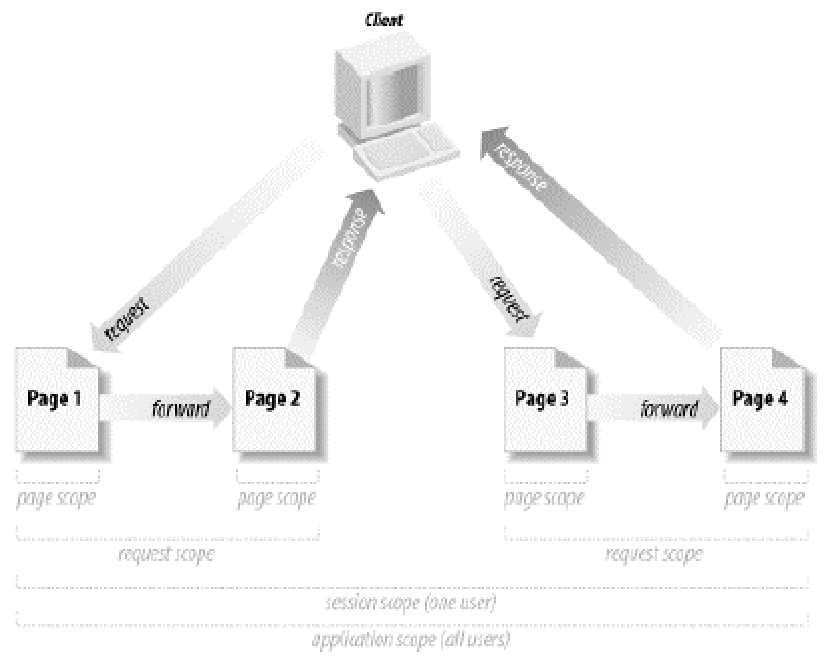 Client
response
response
request
request
Page 1
forward
Page 2
Page 3
forward
Page 4
page scope
page scope
page scope
page scope
request scope
request scope
session scope (one user)
application scope (all users)